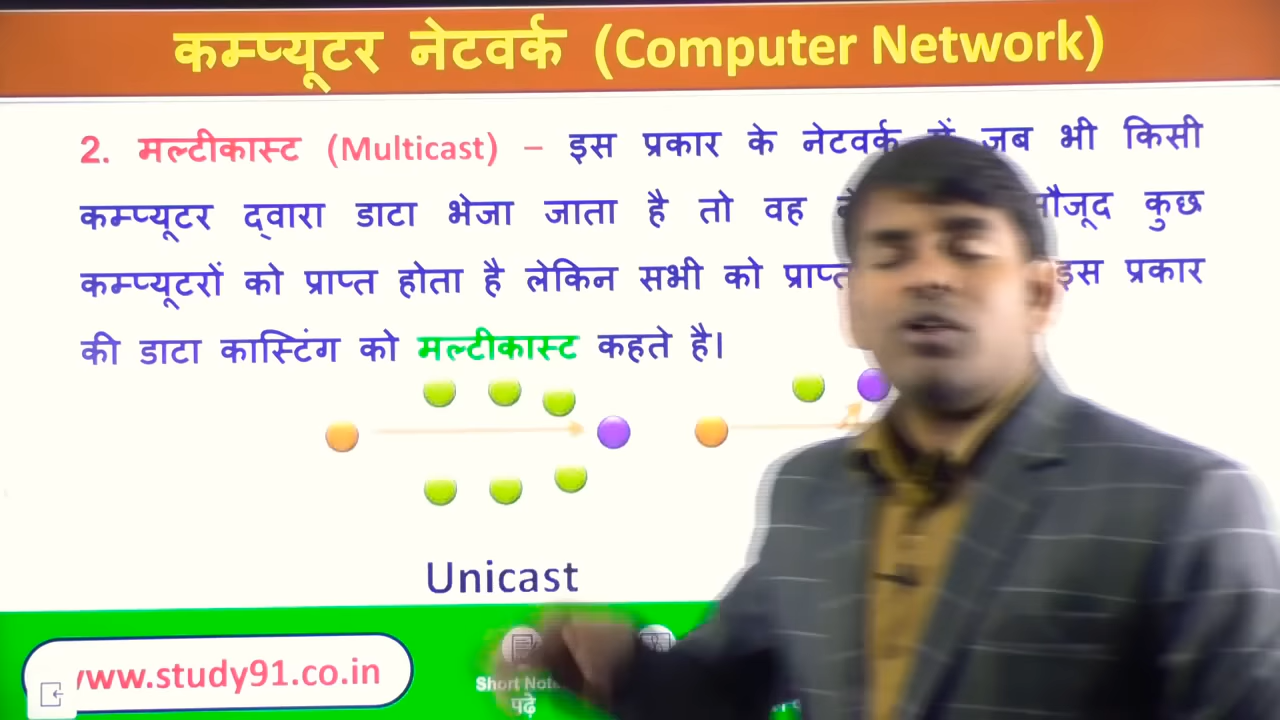 कम्प्यूटर नेटवर्क (Computer Network)
2. मल्टीकास्ट (Multicast) – इस प्रकार के नेटवर्क में जब भी किसी
कम्प्यूटर द्वारा डाटा भेजा जाता है तो वह मौजूद कुछ
कम्प्यूटरों को प्राप्त होता है लेकिन सभी को प्राप्त इस प्रकार
की डाटा कास्टिंग को मल्टीकास्ट कहते है।
Unicast
www.study91.co.in
Short
पढ़े